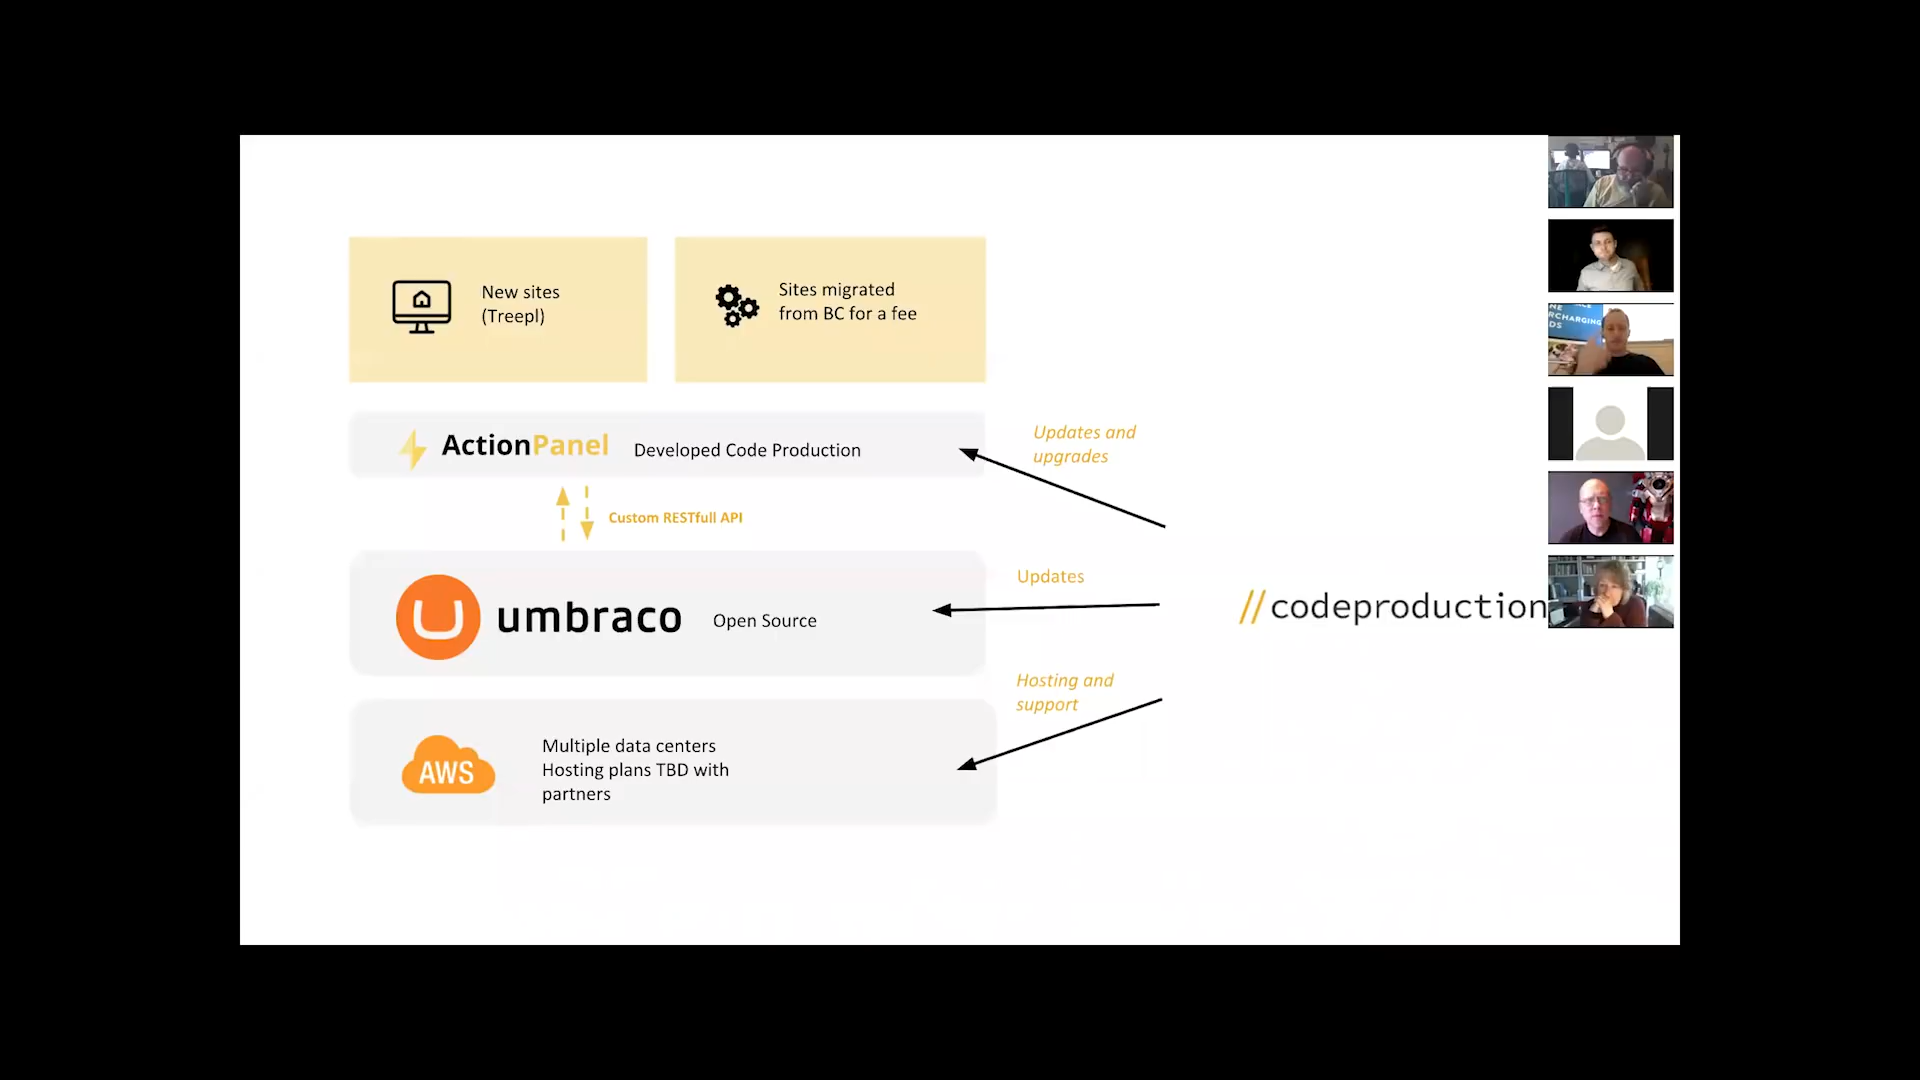 New sites
(Treepl)
Sites migrated
from BC for a fee
ActionPanel
Developed Code Production
Updates and
upgrades
Custom RESTfull API
umbraco
Open Source
Updates
//codeproduction
Hosting and
support
AWS
Multiple data centers
Hosting plans TBD with
partners
RCHARGING